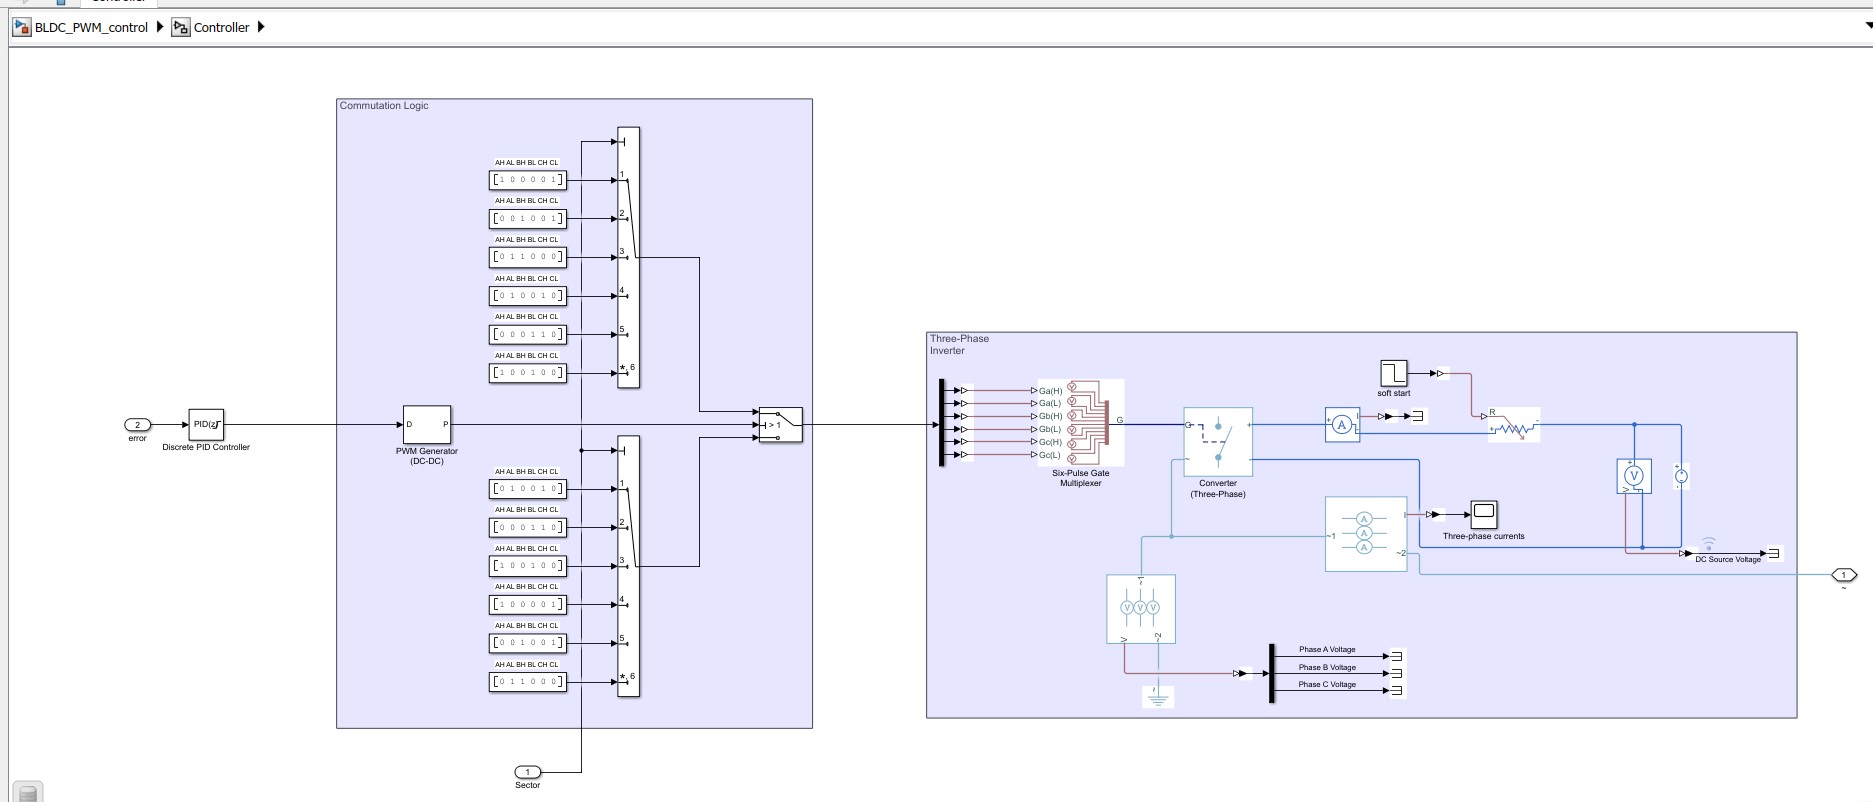 Controller
BLDC_PWM_control
Controller
Commutation Logic
AH AL BH BL CH CL
[1 0 0 0 0 1]
AH AL BH BL CH CL
[0 0 1 0 0 1]
AH AL BH BL CH CL
[0 1 1 0 0 0]
AH AL BH BL CH CL
[0 1 0 0 1 0]
AH AL BH BL CH CL
[0 0 0 1 1 0]
AH AL BH BL CH CL
[1 0 0 1 0 0]
1
2
3
4
5
*, 6
2
error
PID(z)
Discrete PID Controller
D P
PWM Generator
(DC-DC)
> 1
AH AL BH BL CH CL
[0 1 0 0 1 0]
AH AL BH BL CH CL
[0 0 0 1 1 0]
AH AL BH BL CH CL
[1 0 0 1 0 0]
AH AL BH BL CH CL
[1 0 0 0 0 1]
AH AL BH BL CH CL
[0 0 1 0 0 1]
AH AL BH BL CH CL
[0 1 1 0 0 0]
1
2
3
4
5
*, 6
1
Sector
Three-Phase
Inverter
Ga(H)
Ga(L)
Gb(H)
Gb(L)
Gc(H)
Gc(L)
G
Six-Pulse Gate
Multiplexer
G
+
~
-
Converter
(Three-Phase)
soft start
+ A I
-
R
+ -
+
V
V -
+
-
A
A
A
I
~1
~2
Three-phase currents
DC Source Voltage
1
~
~1
V V V
V ~2
~
Phase A Voltage
Phase B Voltage
Phase C Voltage